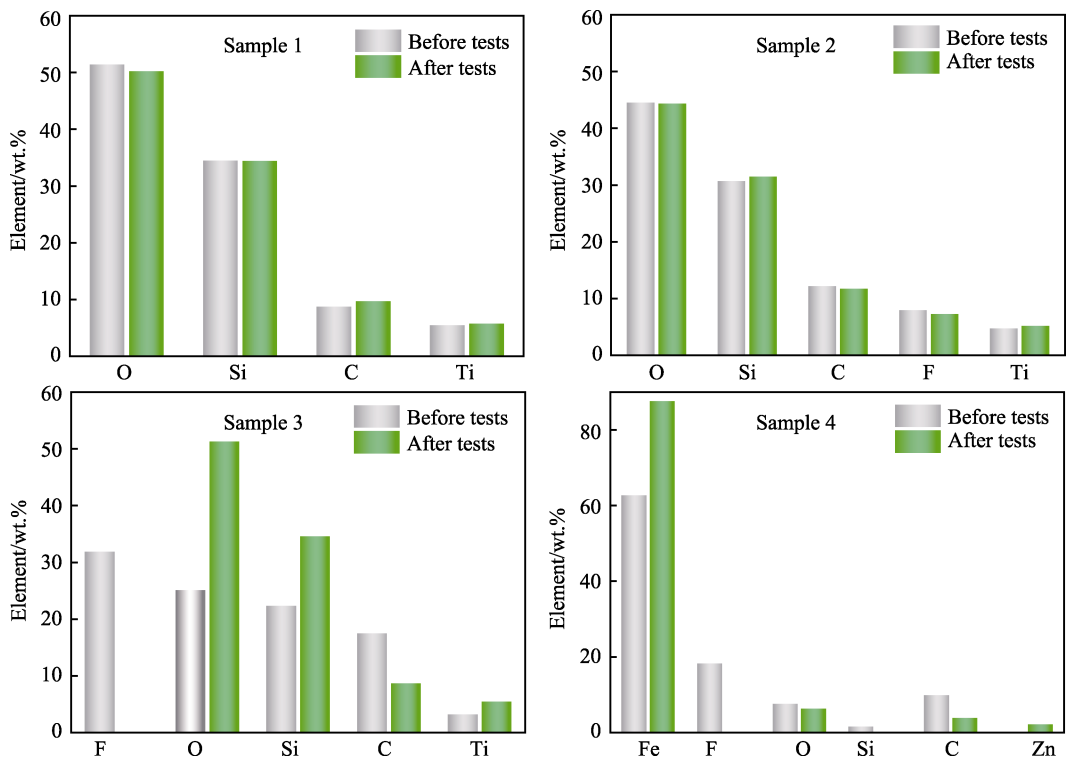 60
50
40
30
20
10
0
Element/wt.%
Sample 1
Before tests
After tests
O Si C Ti
60
50
40
30
20
10
0
Element/wt.%
Sample 2
Before tests
After tests
O Si C F Ti
60
50
40
30
20
10
0
Element/wt.%
Sample 3
Before tests
After tests
F O Si C Ti
80
60
40
20
0
Element/wt.%
Sample 4
Before tests
After tests
Fe F O Si C Zn